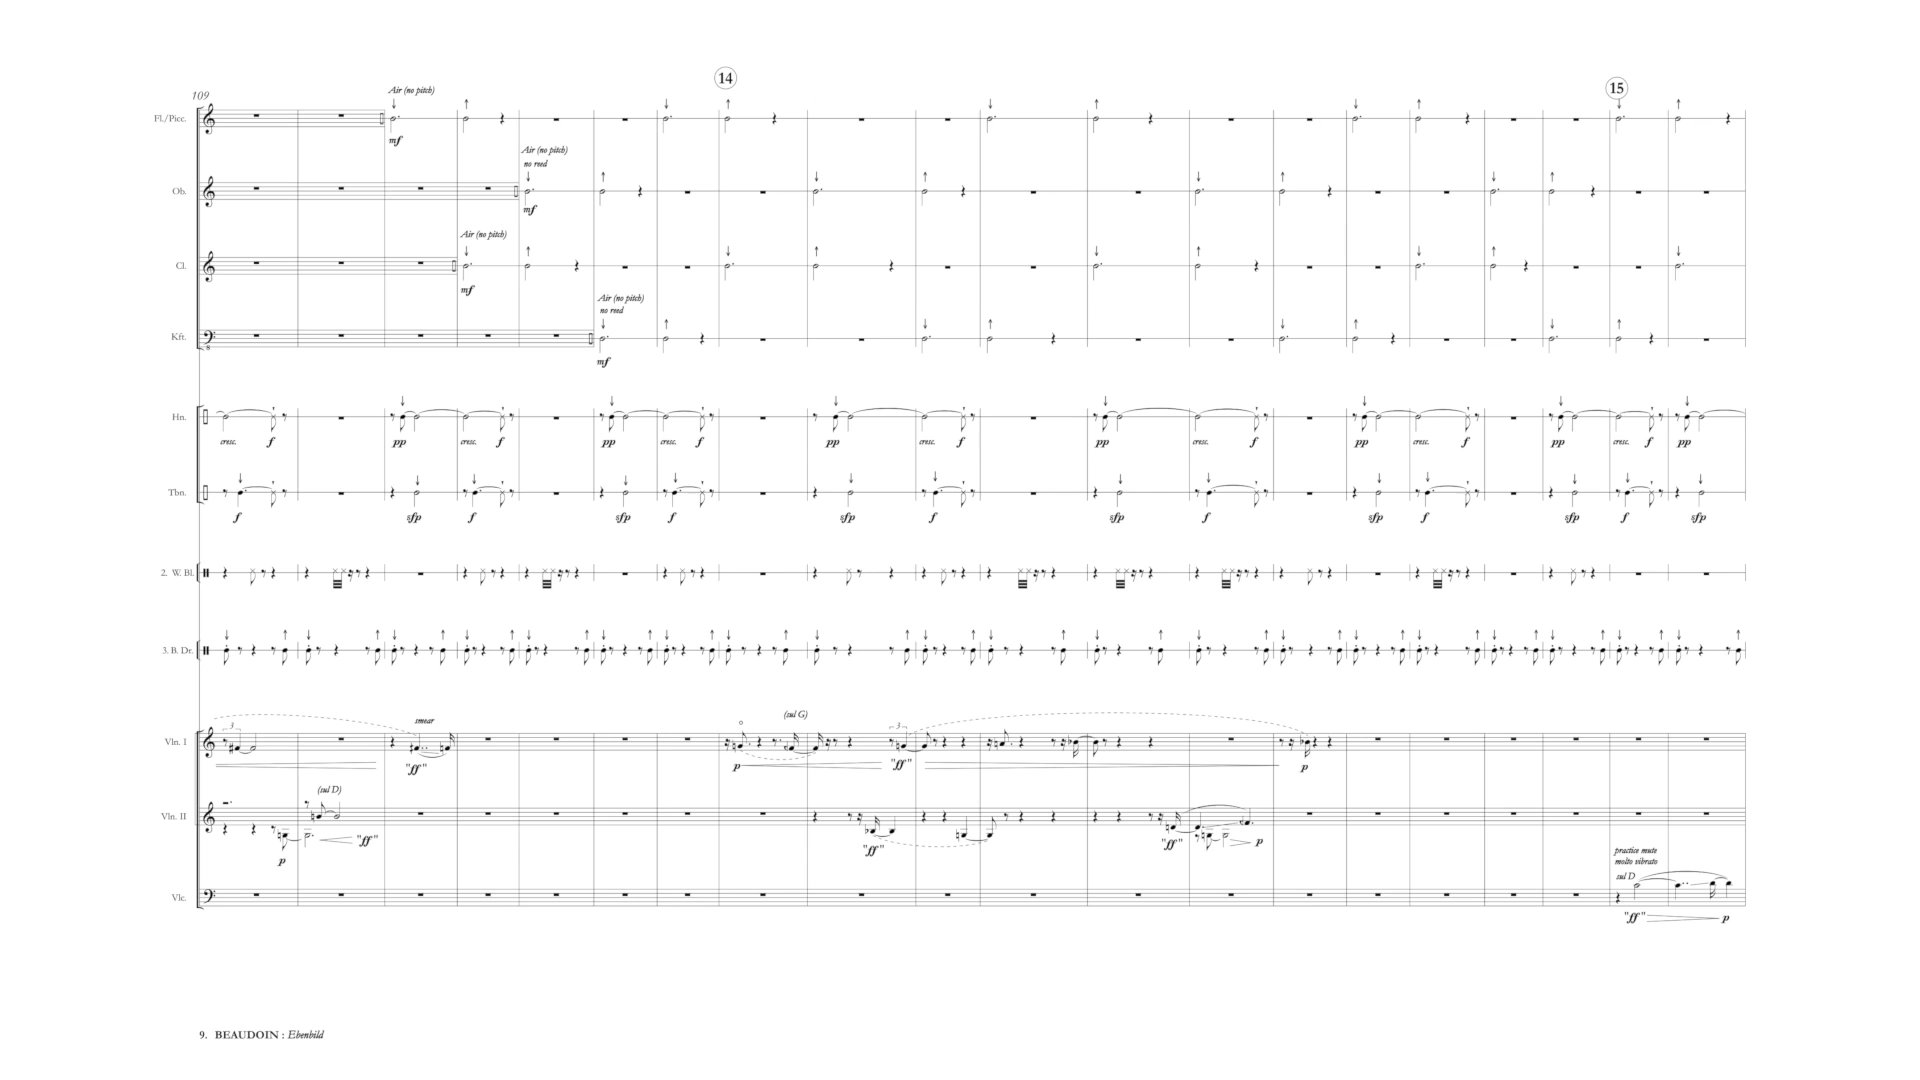 14
109
15
Air (no pitch)
Fl./Picc.
mf
Air (no pitch)
no reed
Ob.
mf
Air (no pitch)
Cl.
mf
Air (no pitch)
no reed
Kft.
mf
Hn.
cresc. f pp cresc. f pp cresc. f pp cresc. f pp cresc. f pp cresc. f pp cresc. f pp
Tbn.
f sfp f sfp f sfp f sfp f sfp f sfp f sfp
2. W. Bl.
3. B. Dr.
3 smear (sul G) 3
Vln. I
"ff" p "ff" p
(sul D)
Vln. II
p "ff" "ff" "ff" p
practice mute
molto vibrato
sul D
Vlc.
"ff" p
9. BEAUDOIN : Ebenbild